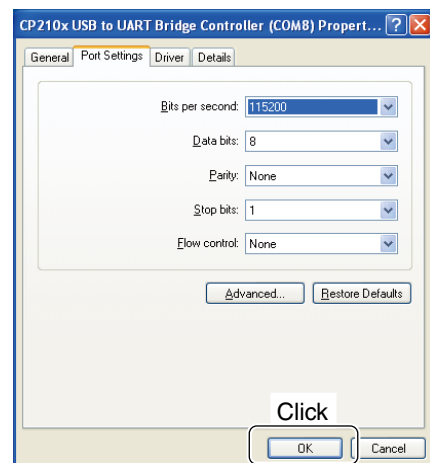 CP210x USB to UART Bridge Controller (COM8) Propert...
General Port Settings Driver Details
Bits per second: 115200
Data bits: 8
Parity: None
Stop bits: 1
Flow control: None
Advanced... Restore Defaults
Click
OK Cancel